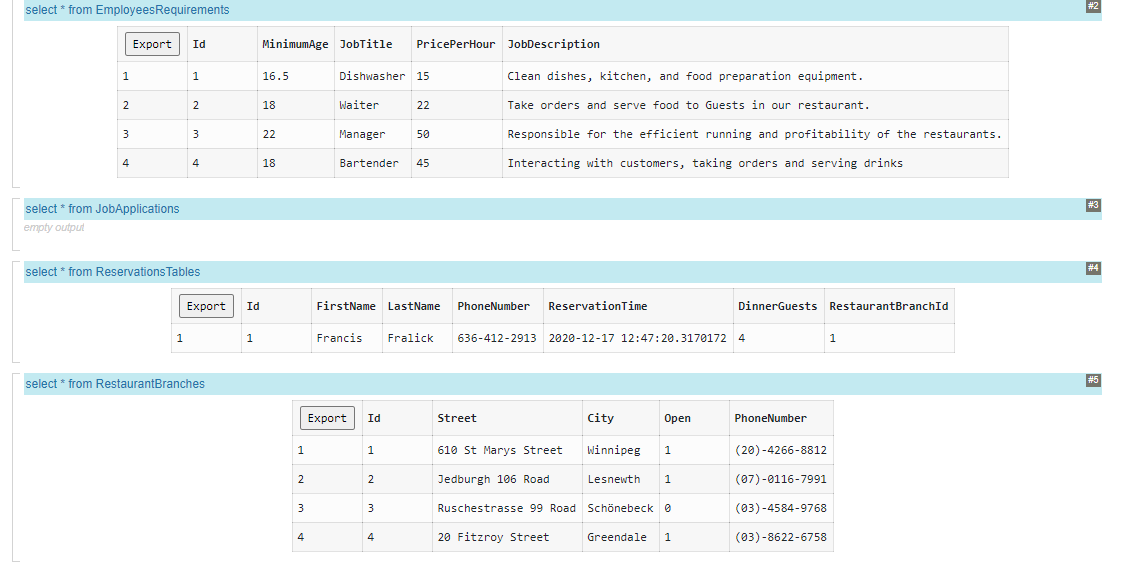 select * from EmployeesRequirements #2
Export Id MinimumAge JobTitle PricePerHour JobDescription
1 1 16.5 Dishwasher 15 Clean dishes, kitchen, and food preparation equipment.
2 2 18 Waiter 22 Take orders and serve food to Guests in our restaurant.
3 3 22 Manager 50 Responsible for the efficient running and profitability of the restaurants.
4 4 18 Bartender 45 Interacting with customers, taking orders and serving drinks
select * from JobApplications #3
empty output
select * from ReservationsTables #4
Export Id FirstName LastName PhoneNumber ReservationTime DinnerGuests RestaurantBranchId
1 1 Francis Fralick 636-412-2913 2020-12-17 12:47:20.3170172 4 1
select * from RestaurantBranches #5
Export Id Street City Open PhoneNumber
1 1 610 St Marys Street Winnipeg 1 (20)-4266-8812
2 2 Jedburgh 106 Road Lesnewth 1 (07)-0116-7991
3 3 Ruschestrasse 99 Road Schönebeck 0 (03)-4584-9768
4 4 20 Fitzroy Street Greendale 1 (03)-8622-6758